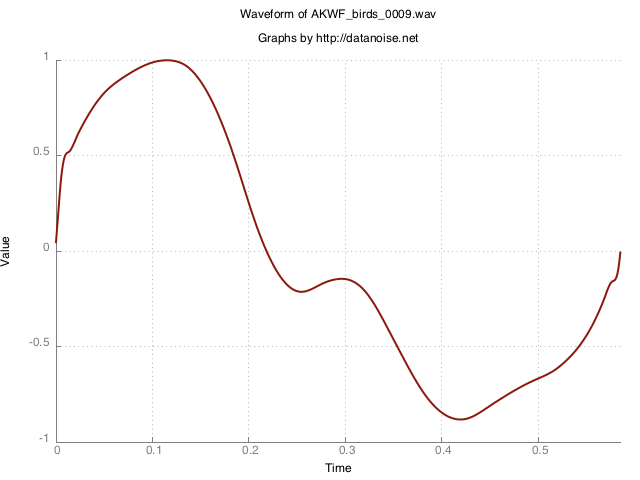 Waveform of AKWF_birds_0009.wav
Graphs by http://datanoise.net
1
0.5
0
-0.5
-1
Value
0 0.1 0.2 0.3 0.4 0.5
Time